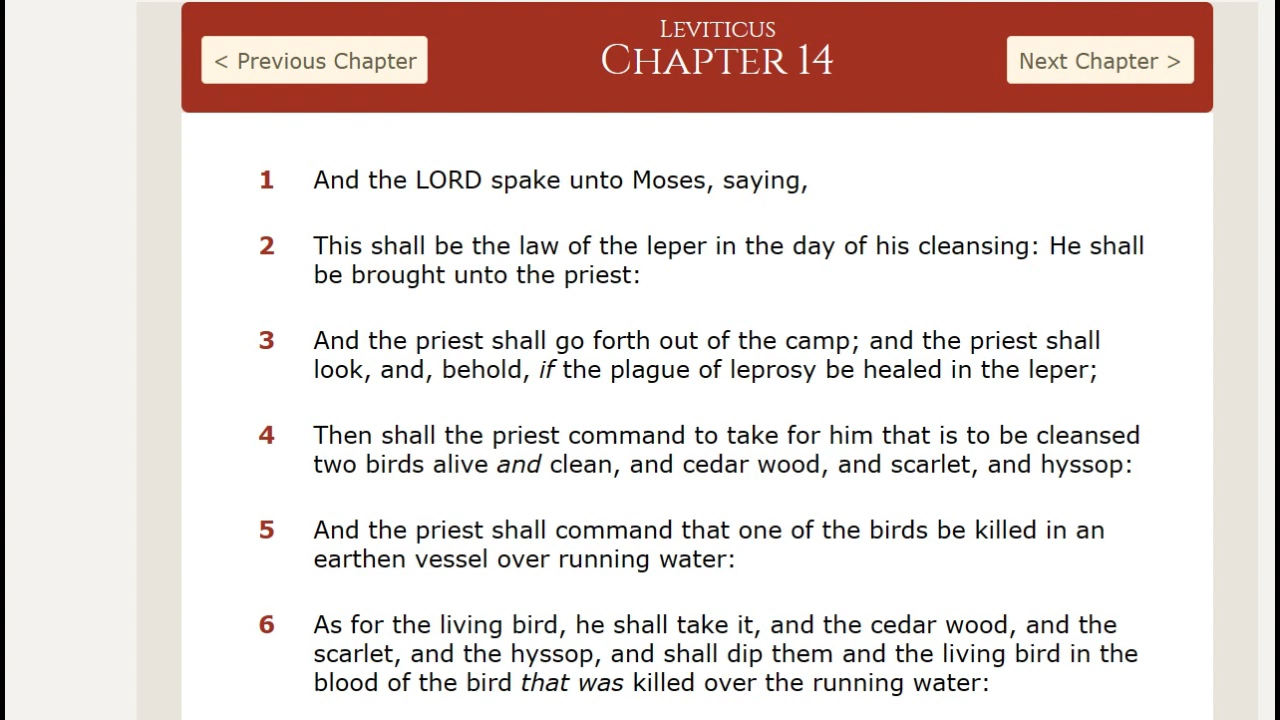 LEVITICUS
< Previous Chapter
CHAPTER 14
Next Chapter >
1 And the LORD spake unto Moses, saying,
2 This shall be the law of the leper in the day of his cleansing: He shall
be brought unto the priest:
3 And the priest shall go forth out of the camp; and the priest shall
look, and, behold, if the plague of leprosy be healed in the leper;
4 Then shall the priest command to take for him that is to be cleansed
two birds alive and clean, and cedar wood, and scarlet, and hyssop:
5 And the priest shall command that one of the birds be killed in an
earthen vessel over running water:
6 As for the living bird, he shall take it, and the cedar wood, and the
scarlet, and the hyssop, and shall dip them and the living bird in the
blood of the bird that was killed over the running water: